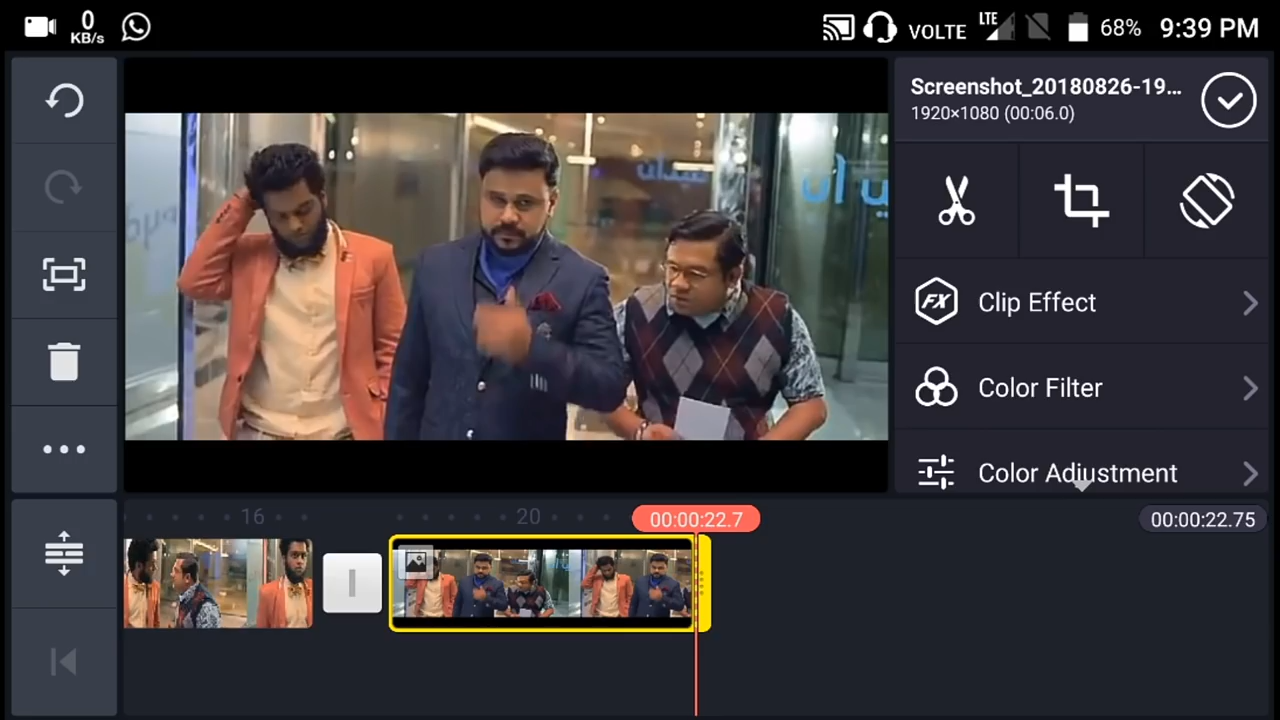 0
KB/s
VOLTE
LTE
68%
9:39 PM
Screenshot_20180826-19...
1920×1080 (00:06.0)
FX
Clip Effect
Color Filter
Color Adjustment
16
20
00:00:22.7
00:00:22.75